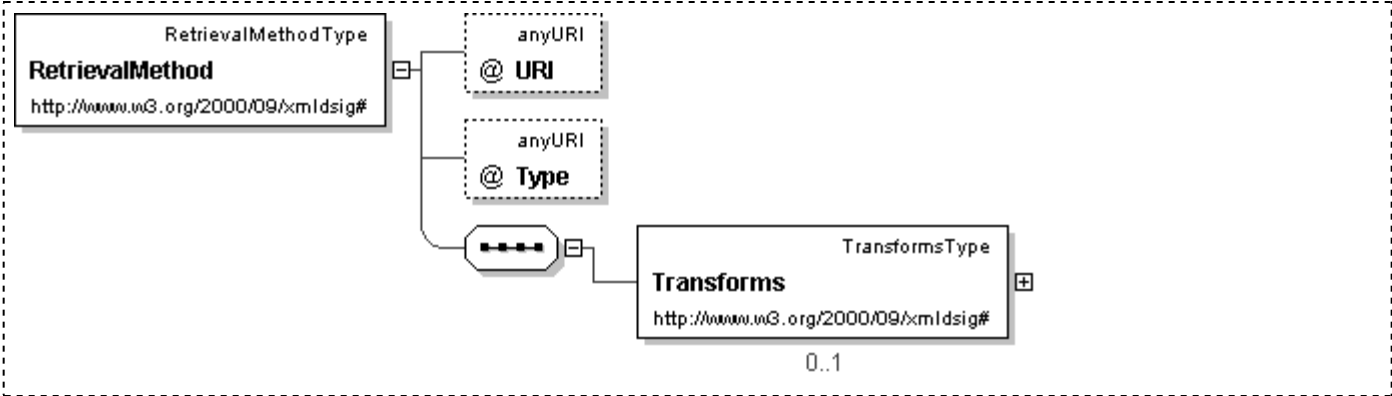 RetrievalMethodType
RetrievalMethod
http://www.w3.org/2000/09/xmldsig#
anyURI
@ URI
anyURI
@ Type
TransformsType
Transforms
http://www.w3.org/2000/09/xmldsig#
0..1